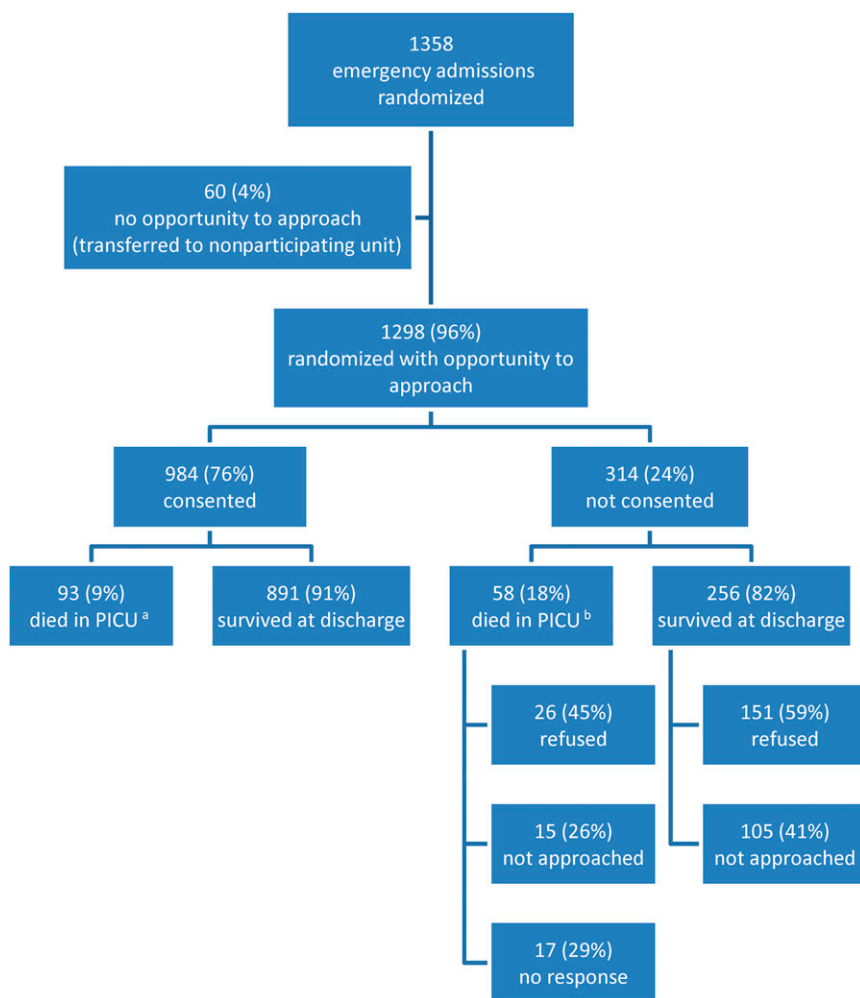 1358
emergency admissions
randomized
60 (4%)
no opportunity to approach
(transferred to nonparticipating unit)
1298 (96%)
randomized with opportunity to
approach
984 (76%)
consented
314 (24%)
not consented
93 (9%)
died in PICU a
891 (91%)
survived at discharge
58 (18%)
died in PICU b
256 (82%)
survived at discharge
26 (45%)
refused
151 (59%)
refused
15 (26%)
not approached
105 (41%)
not approached
17 (29%)
no response